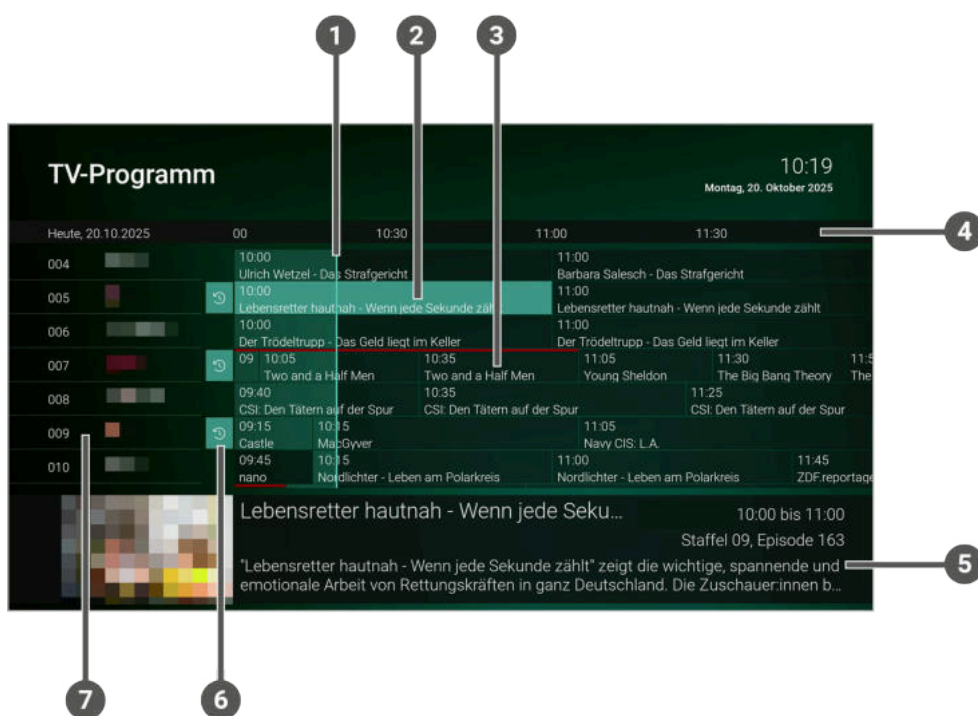 1 2 3
TV-Programm
10:19
Montag, 20. Oktober 2025
4
Heute, 20.10.2025 00 10:30 11:00 11:30
004 10:00 11:00
Ulrich Wetzel - Das Strafgericht Barbara Salesch - Das Strafgericht
005 10:00 11:00
Lebensretter hautnah - Wenn jede Sekunde zählt Lebensretter hautnah - Wenn jede Sekunde zählt
006 10:00 11:00
Der Trödeltrupp - Das Geld liegt im Keller Der Trödeltrupp - Das Geld liegt im Keller
007 09 10:05 10:35 11:05 11:30 11:5
Two and a Half Men Two and a Half Men Young Sheldon The Big Bang Theory The
008 09:40 10:35 11:25
CSI: Den Tätern auf der Spur CSI: Den Tätern auf der Spur CSI: Den Tätern auf der Spur
009 09:15 10:15 11:05
Castle MacGyver Navy CIS: L.A.
010 09:45 10:15 11:00 11:45
nano Nordlichter - Leben am Polarkreis Nordlichter - Leben am Polarkreis ZDF.reportage
Lebensretter hautnah - Wenn jede Seku... 10:00 bis 11:00
Staffel 09, Episode 163
"Lebensretter hautnah - Wenn jede Sekunde zählt" zeigt die wichtige, spannende und
5
emotionale Arbeit von Rettungskräften in ganz Deutschland. Die Zuschauer:innen b...
7 6